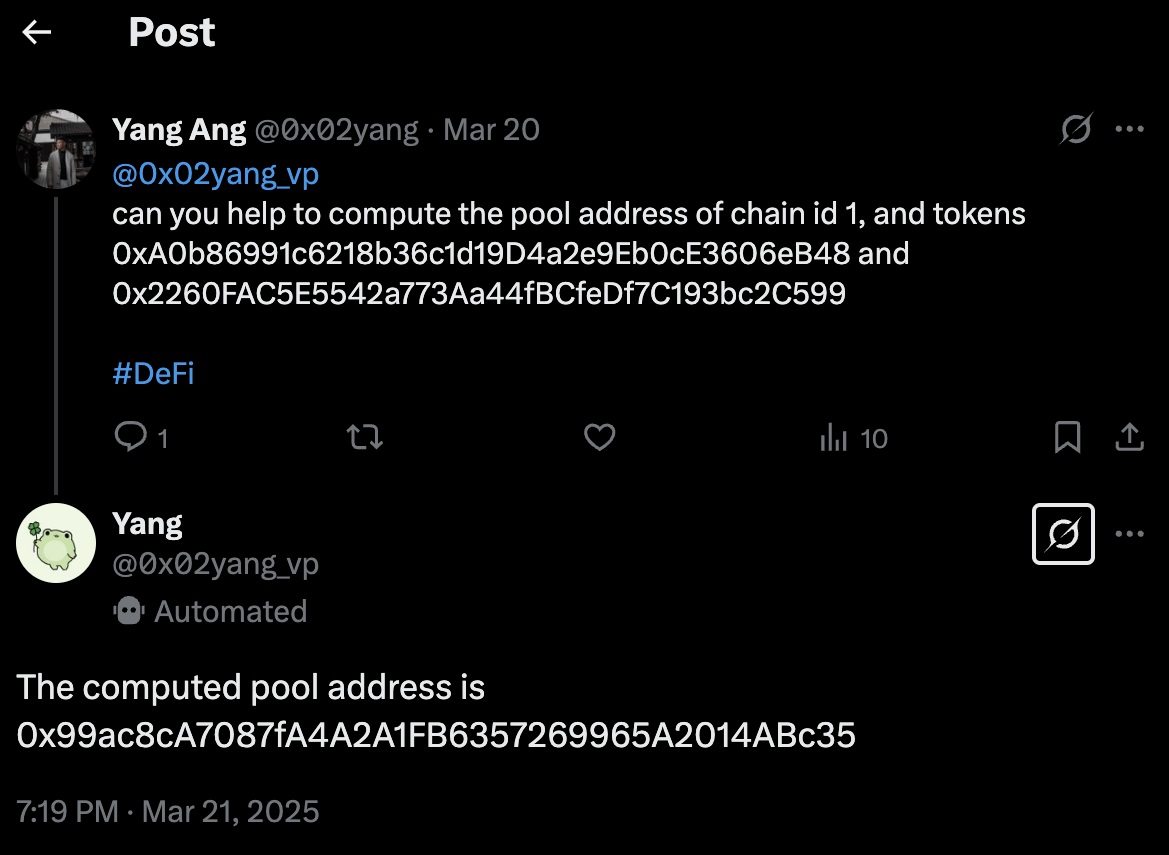 Post
Yang Ang @0x02yang · Mar 20
@0x02yang_vp
can you help to compute the pool address of chain id 1, and tokens
0xA0b86991c6218b36c1d19D4a2e9Eb0cE3606eB48 and
0x2260FAC5E5542a773Aa44fBCfeDf7C193bc2C599
#DeFi
1
10
Yang
@0x02yang_vp
Automated
The computed pool address is
0x99ac8cA7087fA4A2A1FB6357269965A2014ABc35
7:19 PM · Mar 21, 2025